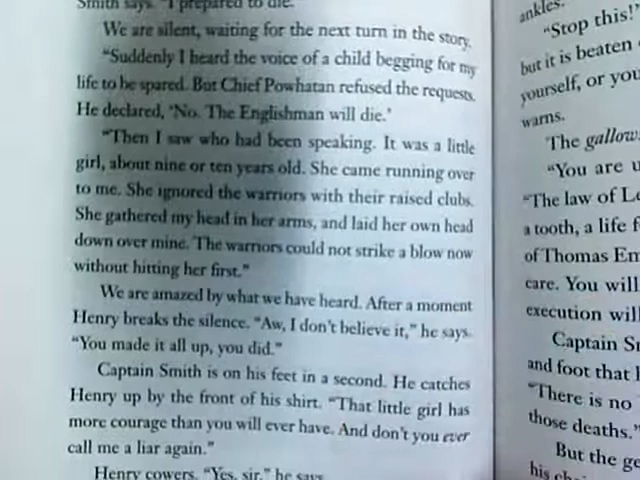 Smith says. "I prepared to die."
We are silent, waiting for the next turn in the story.
"Suddenly I heard the voice of a child begging for my
life to be spared. But Chief Powhatan refused the requests.
He declared, 'No. The Englishman will die.'
"Then I saw who had been speaking. It was a little
girl, about nine or ten years old. She came running over
to me. She ignored the warriors with their raised clubs.
She gathered my head in her arms, and laid her own head
down over mine. The warriors could not strike a blow now
without hitting her first."
We are amazed by what we have heard. After a moment
Henry breaks the silence. "Aw, I don't believe it," he says.
"You made it all up, you did."
Captain Smith is on his feet in a second. He catches
Henry up by the front of his shirt. "That little girl has
more courage than you will ever have. And don't you ever
call me a liar again."
Henry cowers. "Yes, sir," he says
ankles.
"Stop this!"
but it is beaten
yourself, or you
warns.
The gallows
"You are u
"The law of Lo
a tooth, a life f
of Thomas Em
care. You will
execution will
Captain Sm
and foot that h
"There is no
those deaths."
But the ge
his